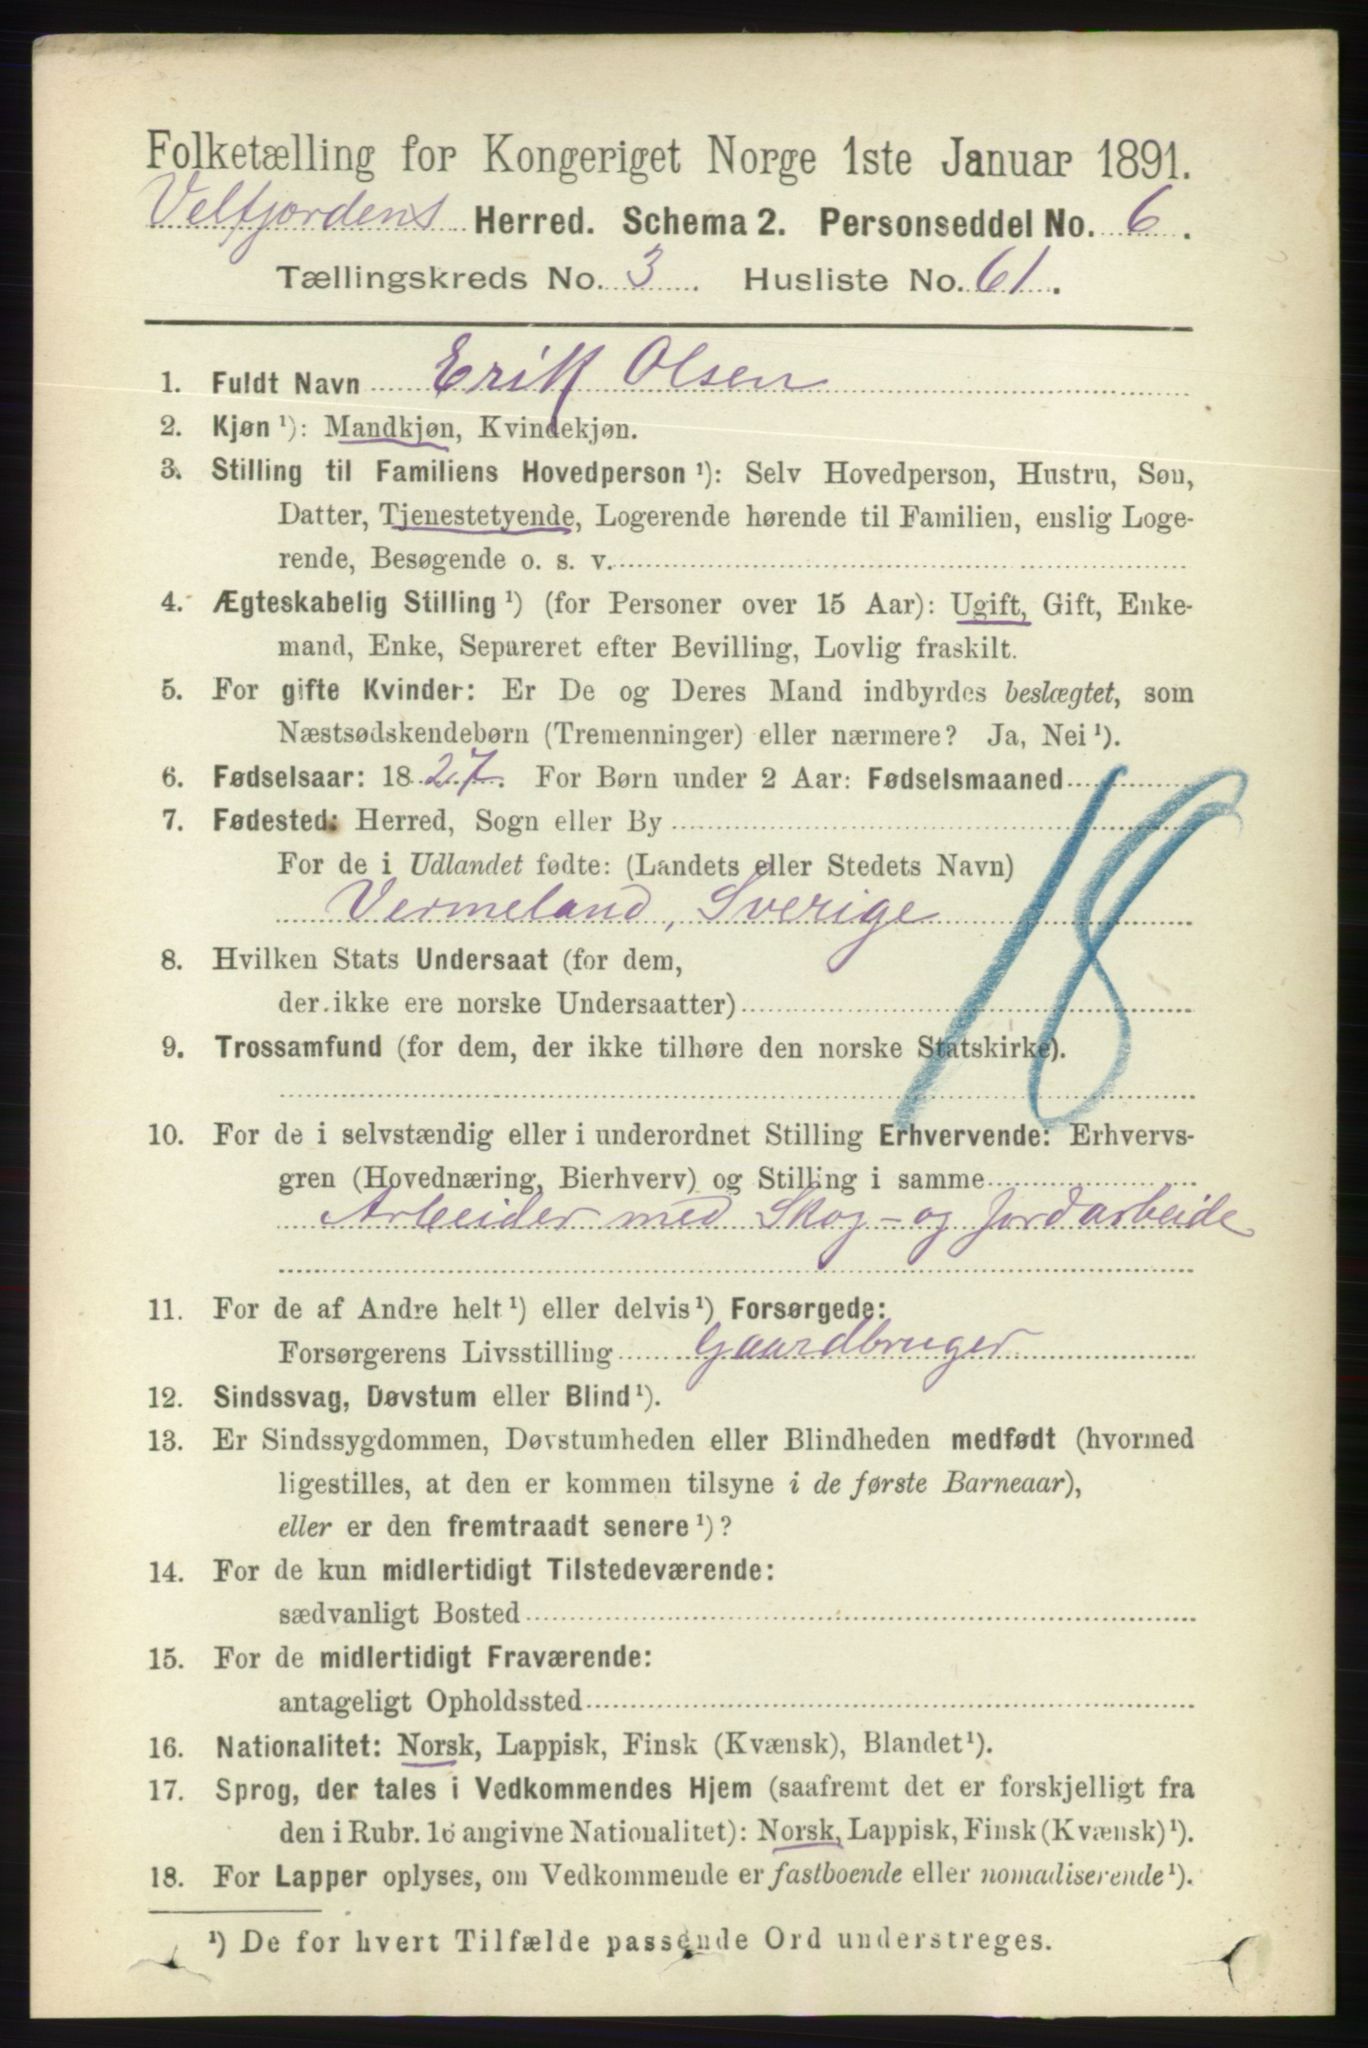 Folketælling for Kongeriget Norge 1ste Januar 1891.
Velfjordens Herred. Schema 2. Personseddel No. 6.
Tællingskreds No. 3. Husliste No. 61.
1. Fuldt Navn Erik Olsen
2. Kjøn ¹): Mandkjøn, Kvindekjøn.
3. Stilling til Familiens Hovedperson ¹): Selv Hovedperson, Hustru, Søn,
Datter, Tjenestetyende, Logerende hørende til Familien, enslig Loge-
rende, Besøgende o. s. v.
4. Ægteskabelig Stilling ¹) (for Personer over 15 Aar): Ugift, Gift, Enke-
mand, Enke, Separeret efter Bevilling, Lovlig fraskilt.
5. For gifte Kvinder: Er De og Deres Mand indbyrdes beslægtet, som
Næstsødskendebørn (Tremenninger) eller nærmere? Ja, Nei ¹).
6. Fødselsaar: 1827. For Børn under 2 Aar: Fødselsmaaned
7. Fødested: Herred, Sogn eller By
For de i Udlandet fødte: (Landets eller Stedets Navn)
Vermeland, Sverige
18
8. Hvilken Stats Undersaat (for dem,
der ikke ere norske Undersaatter)
9. Trossamfund (for dem, der ikke tilhøre den norske Statskirke).
10. For de i selvstændig eller i underordnet Stilling Erhvervende: Erhvervs-
gren (Hovednæring, Bierhverv) og Stilling i samme
Arbeider med Skog- og Jordarbeide
11. For de af Andre helt ¹) eller delvis ¹) Forsørgede:
Forsørgerens Livsstilling Gaardbruger
12. Sindssvag, Døvstum eller Blind ¹).
13. Er Sindssygdommen, Døvstumheden eller Blindheden medfødt (hvormed
ligestilles, at den er kommen tilsyne i de første Barneaar),
eller er den fremtraadt senere ¹)?
14. For de kun midlertidigt Tilstedeværende:
sædvanligt Bosted
15. For de midlertidigt Fraværende:
antageligt Opholdssted
16. Nationalitet: Norsk, Lappisk, Finsk (Kvænsk), Blandet ¹).
17. Sprog, der tales i Vedkommendes Hjem (saafremt det er forskjelligt fra
den i Rubr. 16 angivne Nationalitet): Norsk, Lappisk, Finsk (Kvænsk) ¹).
18. For Lapper oplyses, om Vedkommende er fastboende eller nomadiserende ¹).
¹) De for hvert Tilfælde passende Ord understreges.